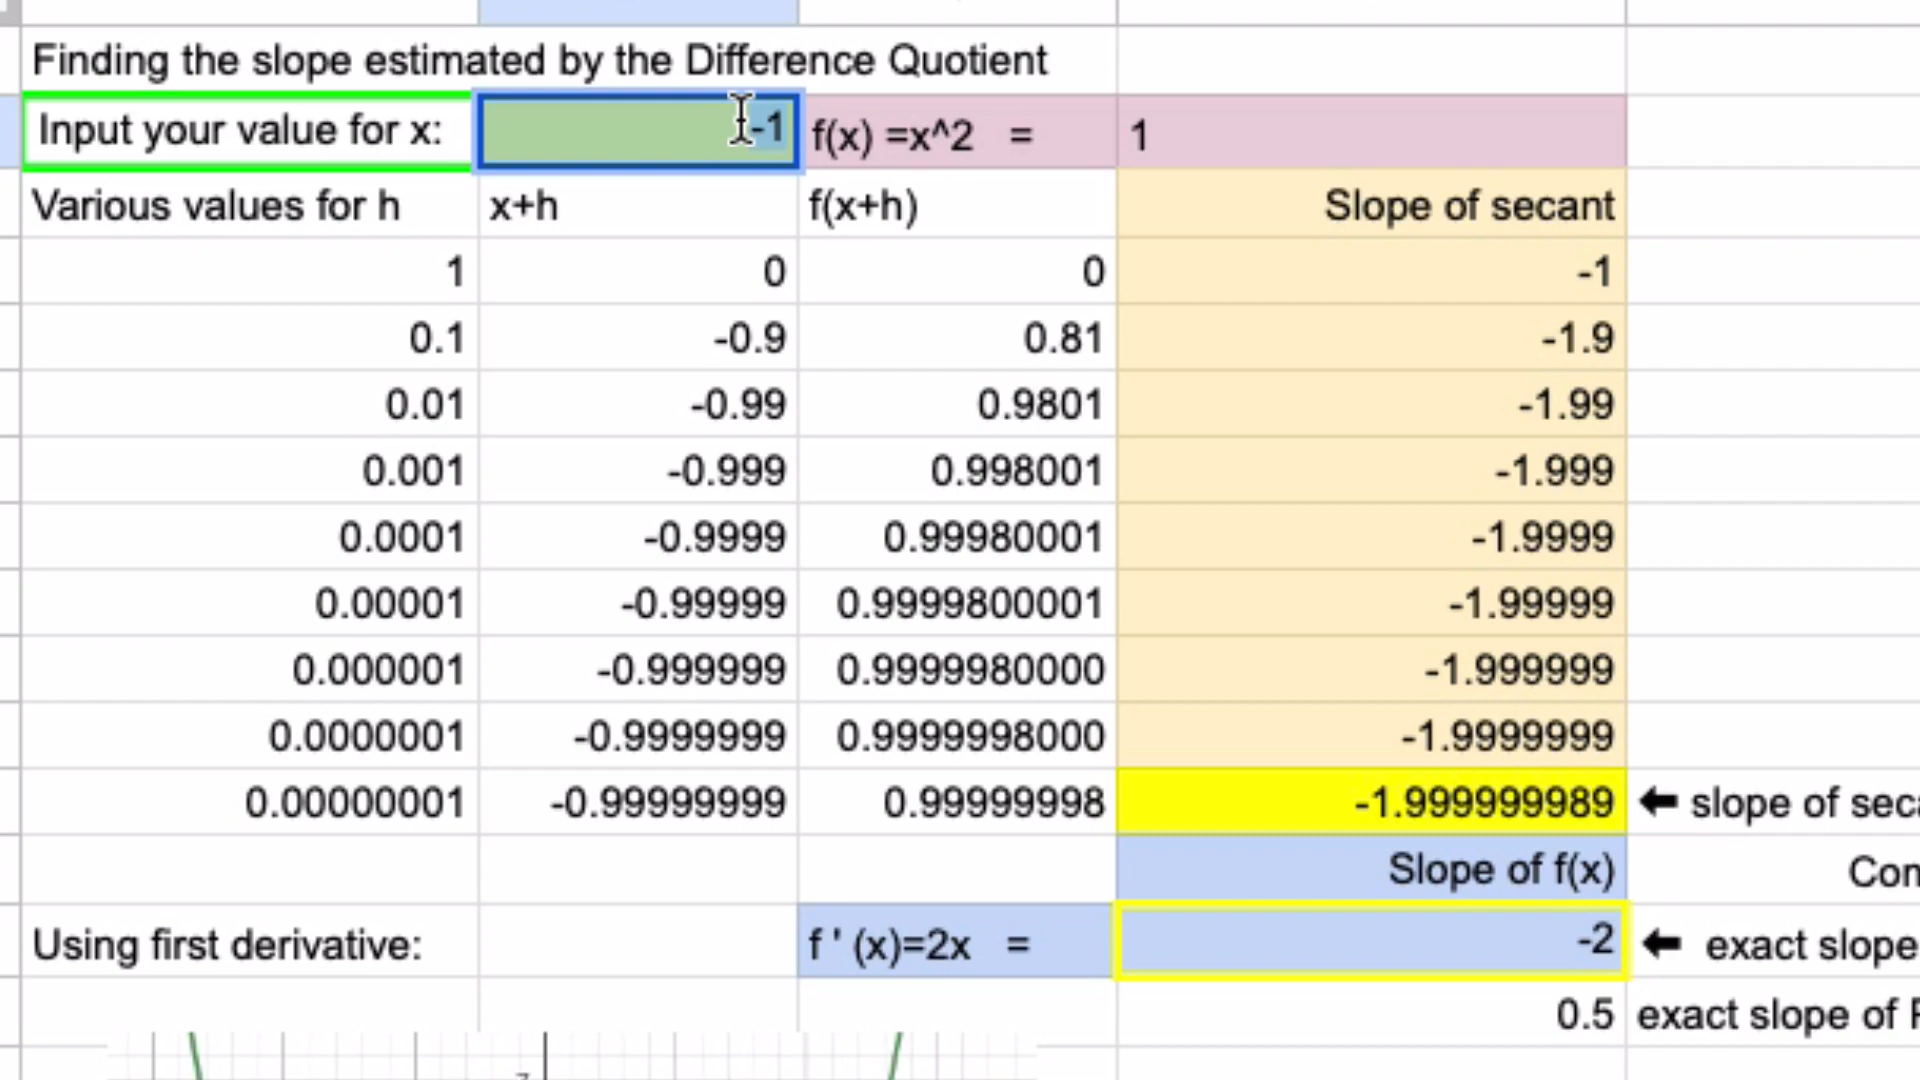 Finding the slope estimated by the Difference Quotient
Input your value for x: -1 f(x) =x^2 = 1
Various values for h x+h f(x+h) Slope of secant
1 0 0 -1
0.1 -0.9 0.81 -1.9
0.01 -0.99 0.9801 -1.99
0.001 -0.999 0.998001 -1.999
0.0001 -0.9999 0.99980001 -1.9999
0.00001 -0.99999 0.9999800001 -1.99999
0.000001 -0.999999 0.9999980000 -1.999999
0.0000001 -0.9999999 0.9999998000 -1.9999999
0.00000001 -0.99999999 0.99999998 -1.999999989 ⬅ slope of
Slope of f(x)
Using first derivative: f ' (x)=2x = -2 ⬅ exact slope
0.5 exact slope of